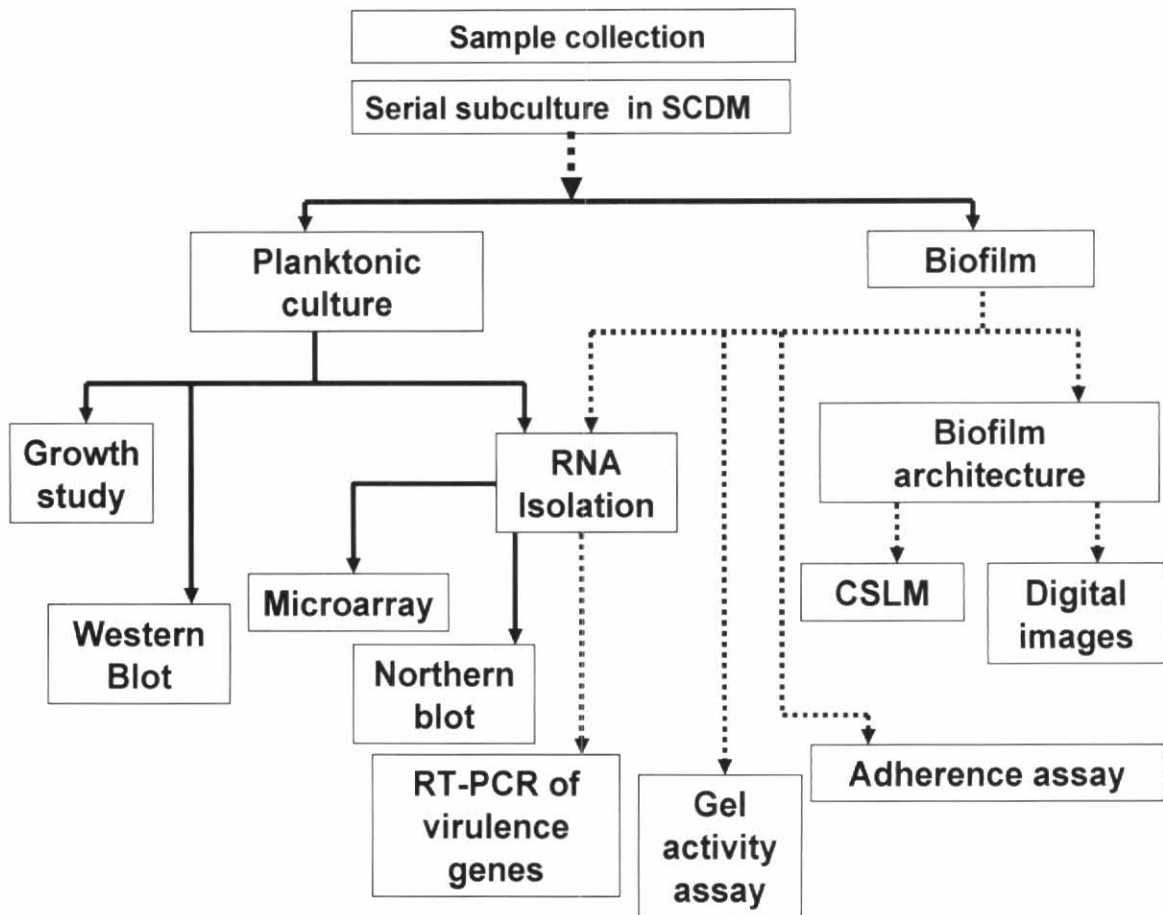 Sample collection
Serial subculture in SCDM
Planktonic
culture
Biofilm
Growth
study
RNA
Isolation
Biofilm
architecture
Western
Blot
Microarray
Northern
blot
CSLM
Digital
images
RT-PCR of
virulence
genes
Gel
activity
assay
Adherence assay